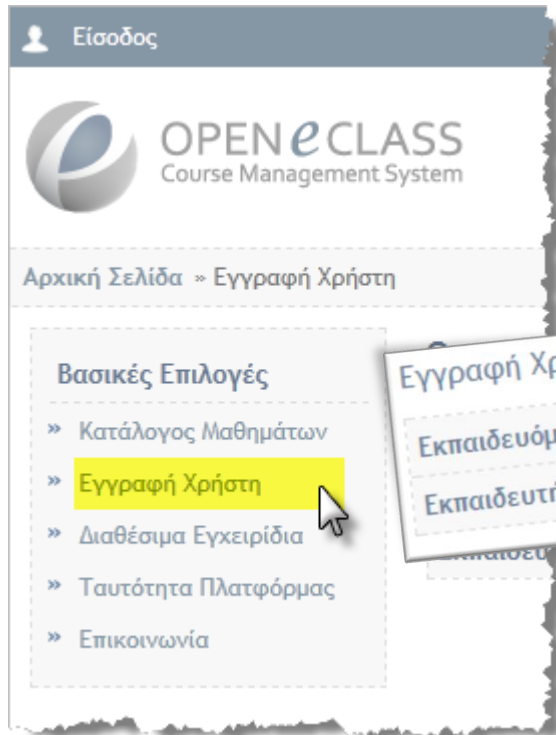 Είσοδος
OPEN eCLASS
Course Management System
Αρχική Σελίδα » Εγγραφή Χρήστη
Βασικές Επιλογές
» Κατάλογος Μαθημάτων
» Εγγραφή Χρήστη
» Διαθέσιμα Εγχειρίδια
» Ταυτότητα Πλατφόρμας
» Επικοινωνία
Εγγραφή